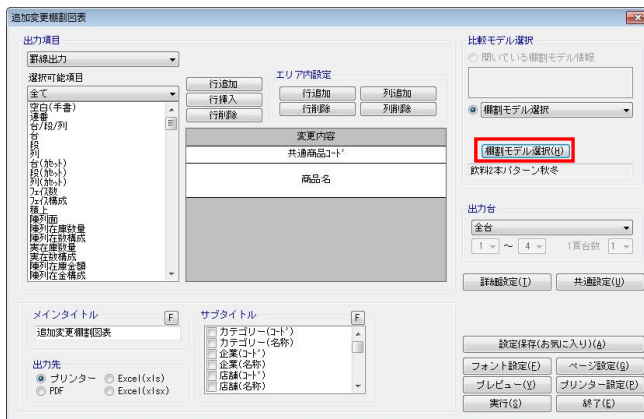 追加変更棚割図表
出力項目
罫線出力
選択可能項目
全て
空白(手書)
連番
台/段/列
台
段
列
台(カセット)
段(カセット)
列(カセット)
フェイス数
フェイス構成
積上
陳列面
陳列在庫数量
陳列在数構成
実在庫数量
実在数構成
陳列在庫金額
陳列在金構成
行追加
行挿入
行削除
エリア内設定
行追加
列追加
行削除
列削除
変更内容
共通商品コード
商品名
比較モデル選択
開いている棚割モデル情報
棚割モデル選択
棚割モデル選択(H)
飲料2本パターン秋冬
出力台
全台
1 ~ 4 1頁台数 1
詳細設定(T)
共通設定(C)
メインタイトル F
追加変更棚割図表
サブタイトル F
カテゴリー(コード)
カテゴリー(名称)
企業(コード)
企業(名称)
店舗(コード)
店舗(名称)
出力先
プリンター Excel(xls)
PDF Excel(xlsx)
設定保存(お気に入り)(A)
フォント設定(F)
ページ設定(G)
プレビュー(V)
プリンター設定(P)
実行(S)
終了(E)